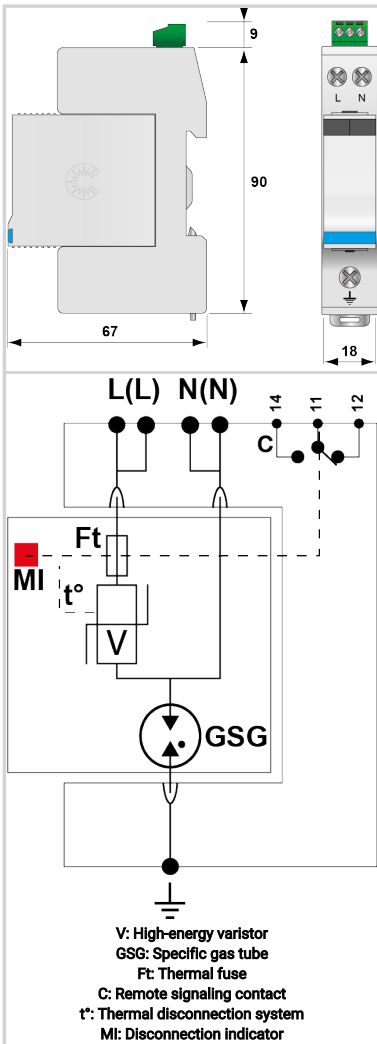 9
L N
90
67
18
L(L) N(N) 14 11 12
C
Ft
MI
t°
V
GSG
V: High-energy varistor
GSG: Specific gas tube
Ft: Thermal fuse
C: Remote signaling contact
t°: Thermal disconnection system
MI: Disconnection indicator